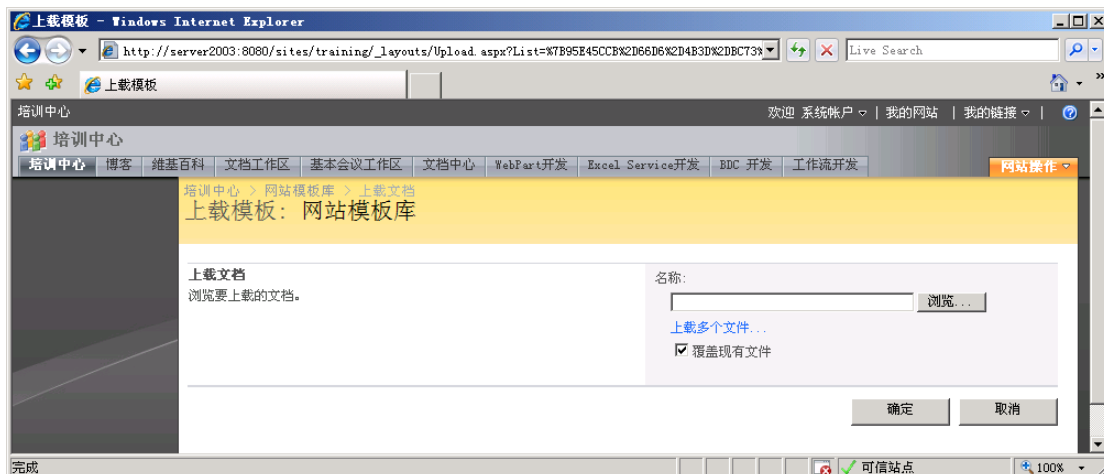 上载模板 - Windows Internet Explorer
http://server2003:8080/sites/training/_layouts/Upload.aspx?List=%7B95E45CCB%2D66D6%2D4B3D%2DBC73%
Live Search
上载模板
培训中心
欢迎 系统帐户 | 我的网站 | 我的链接 |
培训中心
培训中心 博客 维基百科 文档工作区 基本会议工作区 文档中心 WebPart开发 Excel Service开发 BDC 开发 工作流开发 网站操作
培训中心 > 网站模板库 > 上载文档
上载模板: 网站模板库
上载文档
浏览要上载的文档。
名称:
浏览...
上载多个文件...
覆盖现有文件
确定 取消
完成
可信站点
100%